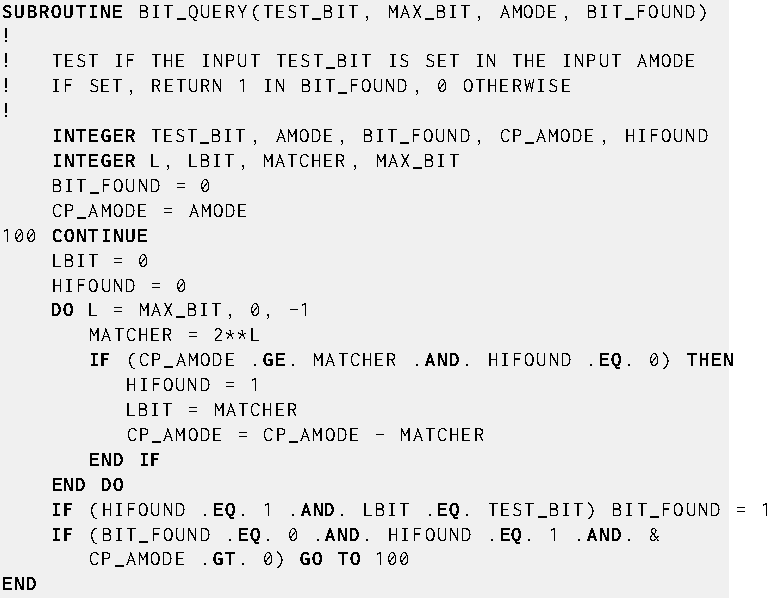 SUBROUTINE BIT_QUERY(TEST_BIT, MAX_BIT, AMODE, BIT_FOUND)
!
!   TEST IF THE INPUT TEST_BIT IS SET IN THE INPUT AMODE
!   IF SET, RETURN 1 IN BIT_FOUND, 0 OTHERWISE
!
    INTEGER TEST_BIT, AMODE, BIT_FOUND, CP_AMODE, HIFOUND
    INTEGER L, LBIT, MATCHER, MAX_BIT
    BIT_FOUND = 0
    CP_AMODE = AMODE
100 CONTINUE
    LBIT = 0
    HIFOUND = 0
    DO L = MAX_BIT, 0, -1
       MATCHER = 2**L
       IF (CP_AMODE .GE. MATCHER .AND. HIFOUND .EQ. 0) THEN
          HIFOUND = 1
          LBIT = MATCHER
          CP_AMODE = CP_AMODE - MATCHER
       END IF
    END DO
    IF (HIFOUND .EQ. 1 .AND. LBIT .EQ. TEST_BIT) BIT_FOUND = 1
    IF (BIT_FOUND .EQ. 0 .AND. HIFOUND .EQ. 1 .AND. &
       CP_AMODE .GT. 0) GO TO 100
END